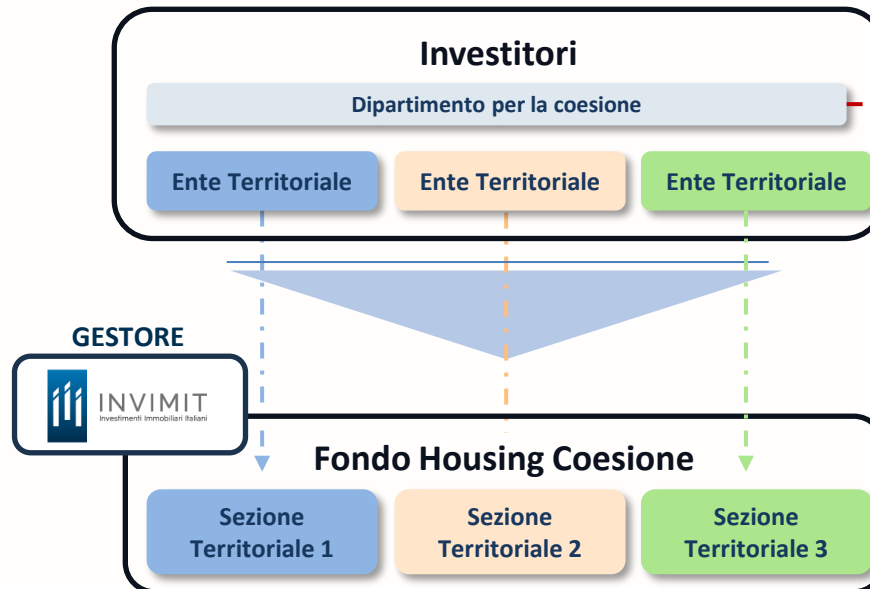 Investitori
Dipartimento per la coesione
Ente Territoriale
Ente Territoriale
Ente Territoriale
GESTORE
INVIMIT
Investimenti Immobiliari Italiani
Fondo Housing Coesione
Sezione
Territoriale 1
Sezione
Territoriale 2
Sezione
Territoriale 3